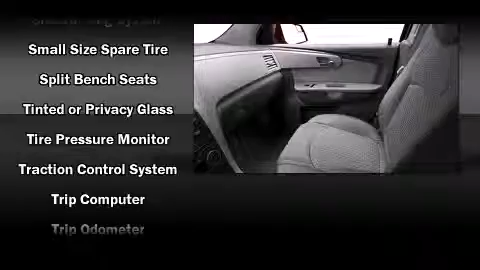 Small Size Spare Tire
Split Bench Seats
Tinted or Privacy Glass
Tire Pressure Monitor
Traction Control System
Trip Computer
Trip Odometer